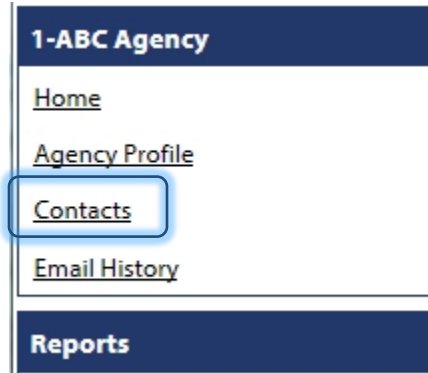 1-ABC Agency
Home
Agency Profile
Contacts
Email History
Reports